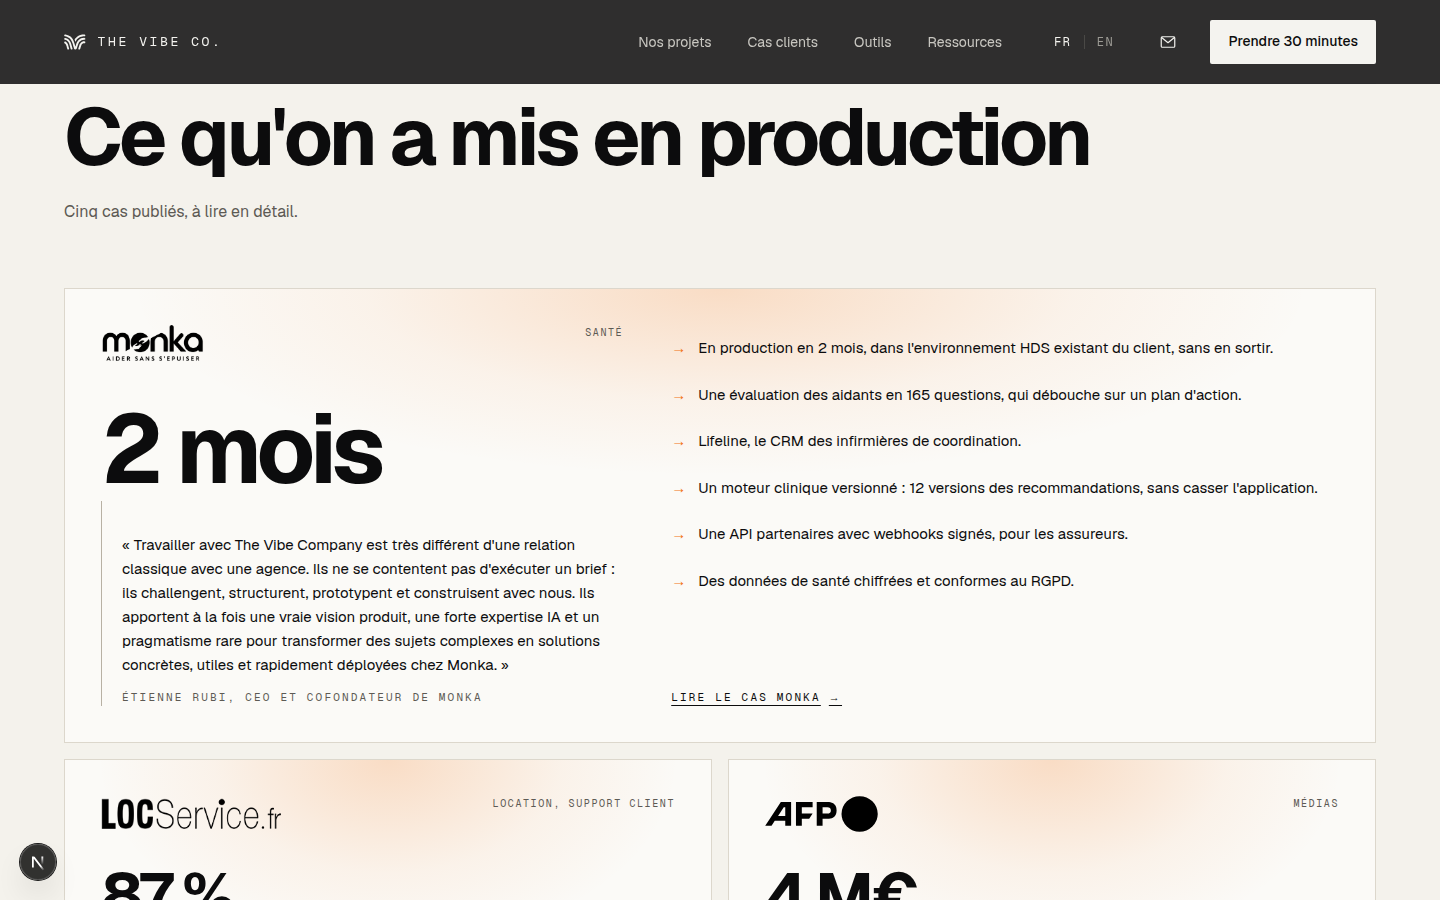 THE VIBE CO.
Nos projets
Cas clients
Outils
Ressources
FR
EN
Prendre 30 minutes
Ce qu'on a mis en production
Cinq cas publiés, à lire en détail.
monka
AIDER SANS S'EPUISER
SANTÉ
2 mois
« Travailler avec The Vibe Company est très différent d'une relation
classique avec une agence. Ils ne se contentent pas d'exécuter un brief :
ils challengent, structurent, prototypent et construisent avec nous. Ils
apportent à la fois une vraie vision produit, une forte expertise IA et un
pragmatisme rare pour transformer des sujets complexes en solutions
concrètes, utiles et rapidement déployées chez Monka. »
ÉTIENNE RUBI, CEO ET COFONDATEUR DE MONKA
→ En production en 2 mois, dans l'environnement HDS existant du client, sans en sortir.
→ Une évaluation des aidants en 165 questions, qui débouche sur un plan d'action.
→ Lifeline, le CRM des infirmières de coordination.
→ Un moteur clinique versionné : 12 versions des recommandations, sans casser l'application.
→ Une API partenaires avec webhooks signés, pour les assureurs.
→ Des données de santé chiffrées et conformes au RGPD.
LIRE LE CAS MONKA →
LOCService.fr
LOCATION, SUPPORT CLIENT
87 %
AFP
MÉDIAS
4 M€
N